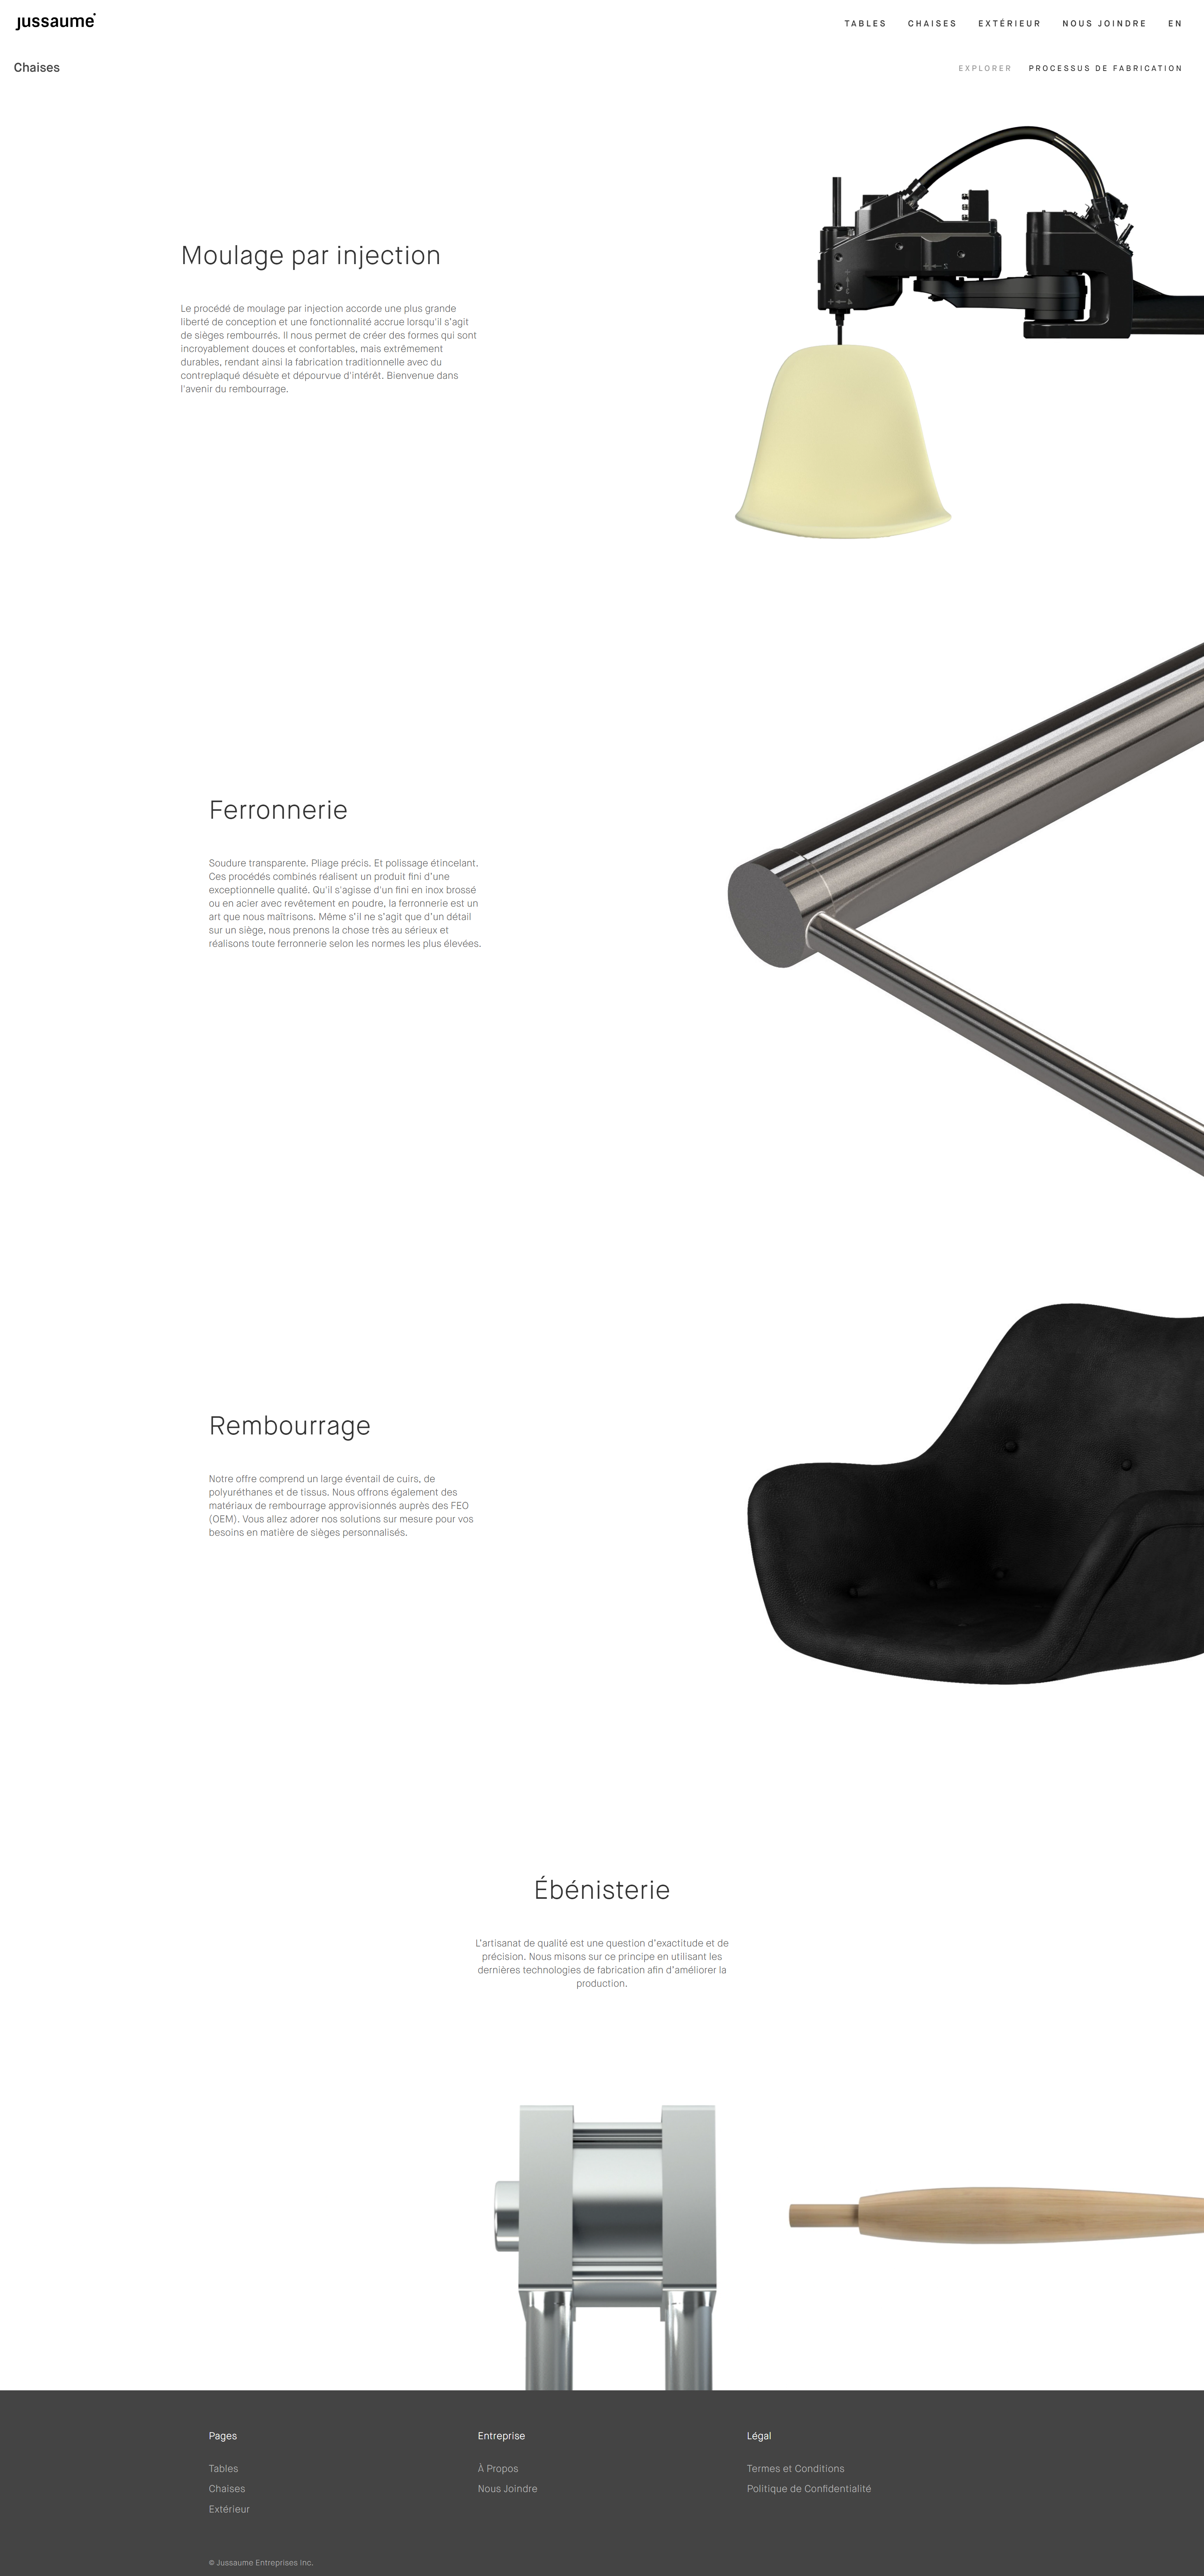 jussaume
TABLES CHAISES EXTÉRIEUR NOUS JOINDRE EN
Chaises
EXPLORER PROCESSUS DE FABRICATION
Moulage par injection
Le procédé de moulage par injection accorde une plus grande
liberté de conception et une fonctionnalité accrue lorsqu'il s'agit
de sièges rembourrés. Il nous permet de créer des formes qui sont
incroyablement douces et confortables, mais extrêmement
durables, rendant ainsi la fabrication traditionnelle avec du
contreplaqué désuète et dépourvue d'intérêt. Bienvenue dans
l'avenir du rembourrage.
Ferronnerie
Soudure transparente. Pliage précis. Et polissage étincelant.
Ces procédés combinés réalisent un produit fini d'une
exceptionnelle qualité. Qu'il s'agisse d'un fini en inox brossé
ou en acier avec revêtement en poudre, la ferronnerie est un
art que nous maîtrisons. Même s'il ne s'agit que d'un détail
sur un siège, nous prenons la chose très au sérieux et
réalisons toute ferronnerie selon les normes les plus élevées.
Rembourrage
Notre offre comprend un large éventail de cuirs, de
polyuréthanes et de tissus. Nous offrons également des
matériaux de rembourrage approvisionnés auprès des FEO
(OEM). Vous allez adorer nos solutions sur mesure pour vos
besoins en matière de sièges personnalisés.
Ébénisterie
L'artisanat de qualité est une question d'exactitude et de
précision. Nous misons sur ce principe en utilisant les
dernières technologies de fabrication afin d'améliorer la
production.
Pages Entreprise Légal
Tables À Propos Termes et Conditions
Chaises Nous Joindre Politique de Confidentialité
Extérieur
© Jussaume Entreprises Inc.